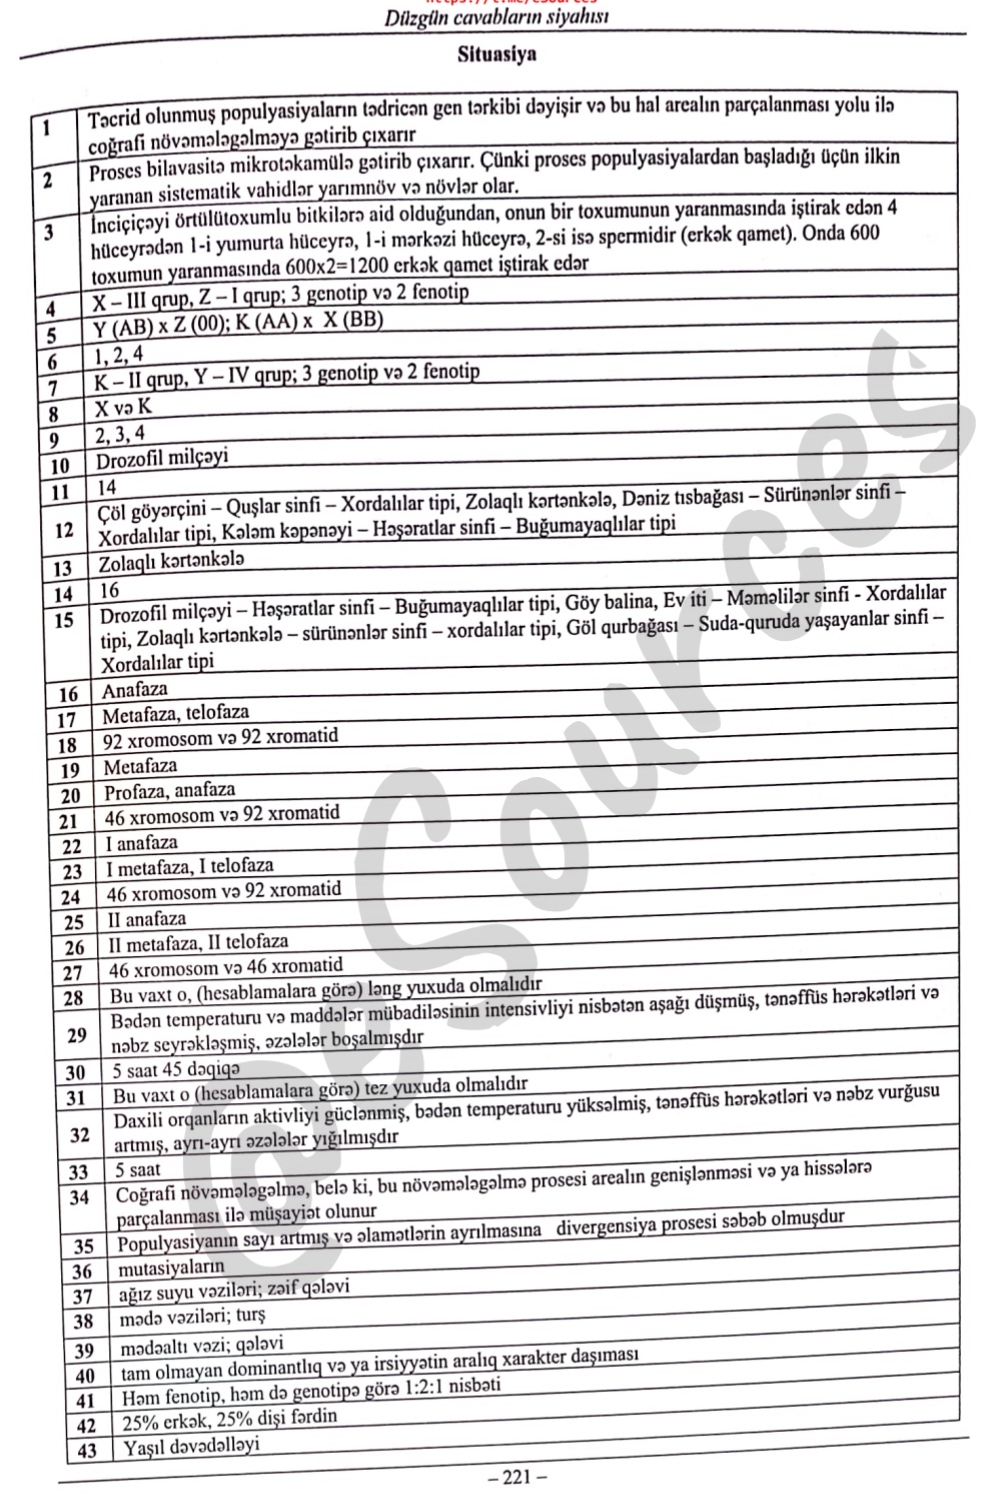 Düzgün cavabların siyahısı
Situasiya
1 Təcrid olunmuş populyasiyaların tədricən gen tərkibi dəyişir və bu hal arealın parçalanması yolu ilə
coğrafi növəmələgəlməyə gətirib çıxarır
2 Proses bilavasitə mikrotəkamülə gətirib çıxarır. Çünki proses populyasiyalardan başladığı üçün ilkin
yaranan sistematik vahidlər yarımnöv və növlər olar.
3 İnciçiçəyi örtülütoxumlu bitkilərə aid olduğundan, onun bir toxumunun yaranmasında iştirak edən 4
hüceyrədən 1-i yumurta hüceyrə, 1-i mərkəzi hüceyrə, 2-si isə spermidir (erkək qamet). Onda 600
toxumun yaranmasında 600x2=1200 erkək qamet iştirak edər
4 X – III qrup, Z – I qrup; 3 genotip və 2 fenotip
5 Y (AB) x Z (00); K (AA) x X (BB)
6 1, 2, 4
7 K – II qrup, Y – IV qrup; 3 genotip və 2 fenotip
8 X və K
9 2, 3, 4
10 Drozofil milçəyi
11 14
12 Çöl göyərçini – Quşlar sinfi – Xordalılar tipi, Zolaqlı kərtənkələ, Dəniz tısbağası – Sürünənlər sinfi –
Xordalılar tipi, Kələm kəpənəyi – Həşəratlar sinfi – Buğumayaqlılar tipi
13 Zolaqlı kərtənkələ
14 16
15 Drozofil milçəyi – Həşəratlar sinfi – Buğumayaqlılar tipi, Göy balina, Ev iti – Məməlilər sinfi - Xordalılar
tipi, Zolaqlı kərtənkələ – sürünənlər sinfi – xordalılar tipi, Göl qurbağası – Suda-quruda yaşayanlar sinfi –
Xordalılar tipi
16 Anafaza
17 Metafaza, telofaza
18 92 xromosom və 92 xromatid
19 Metafaza
20 Profaza, anafaza
21 46 xromosom və 92 xromatid
22 I anafaza
23 I metafaza, I telofaza
24 46 xromosom və 92 xromatid
25 II anafaza
26 II metafaza, II telofaza
27 46 xromosom və 46 xromatid
28 Bu vaxt o, (hesablamalara görə) ləng yuxuda olmalıdır
29 Bədən temperaturu və maddələr mübadiləsinin intensivliyi nisbətən aşağı düşmüş, tənəffüs hərəkətləri və
nəbz seyrəkləşmiş, əzələlər boşalmışdır
30 5 saat 45 dəqiqə
31 Bu vaxt o (hesablamalara görə) tez yuxuda olmalıdır
32 Daxili orqanların aktivliyi güclənmiş, bədən temperaturu yüksəlmiş, tənəffüs hərəkətləri və nəbz vurğusu
artmış, ayrı-ayrı əzələlər yığılmışdır
33 5 saat
34 Coğrafi növəmələgəlmə, belə ki, bu növəmələgəlmə prosesi arealın genişlənməsi və ya hissələrə
parçalanması ilə müşayiət olunur
35 Populyasiyanın sayı artmış və əlamətlərin ayrılmasına divergensiya prosesi səbəb olmuşdur
36 mutasiyaların
37 ağız suyu vəziləri; zəif qələvi
38 mədə vəziləri; turş
39 mədəaltı vəzi; qələvi
40 tam olmayan dominantlıq və ya irsiyyətin aralıq xarakter daşıması
41 Həm fenotip, həm də genotipə görə 1:2:1 nisbəti
42 25% erkək, 25% dişi fərdin
43 Yaşıl dəvədəlləyi
@eSources
– 221 –